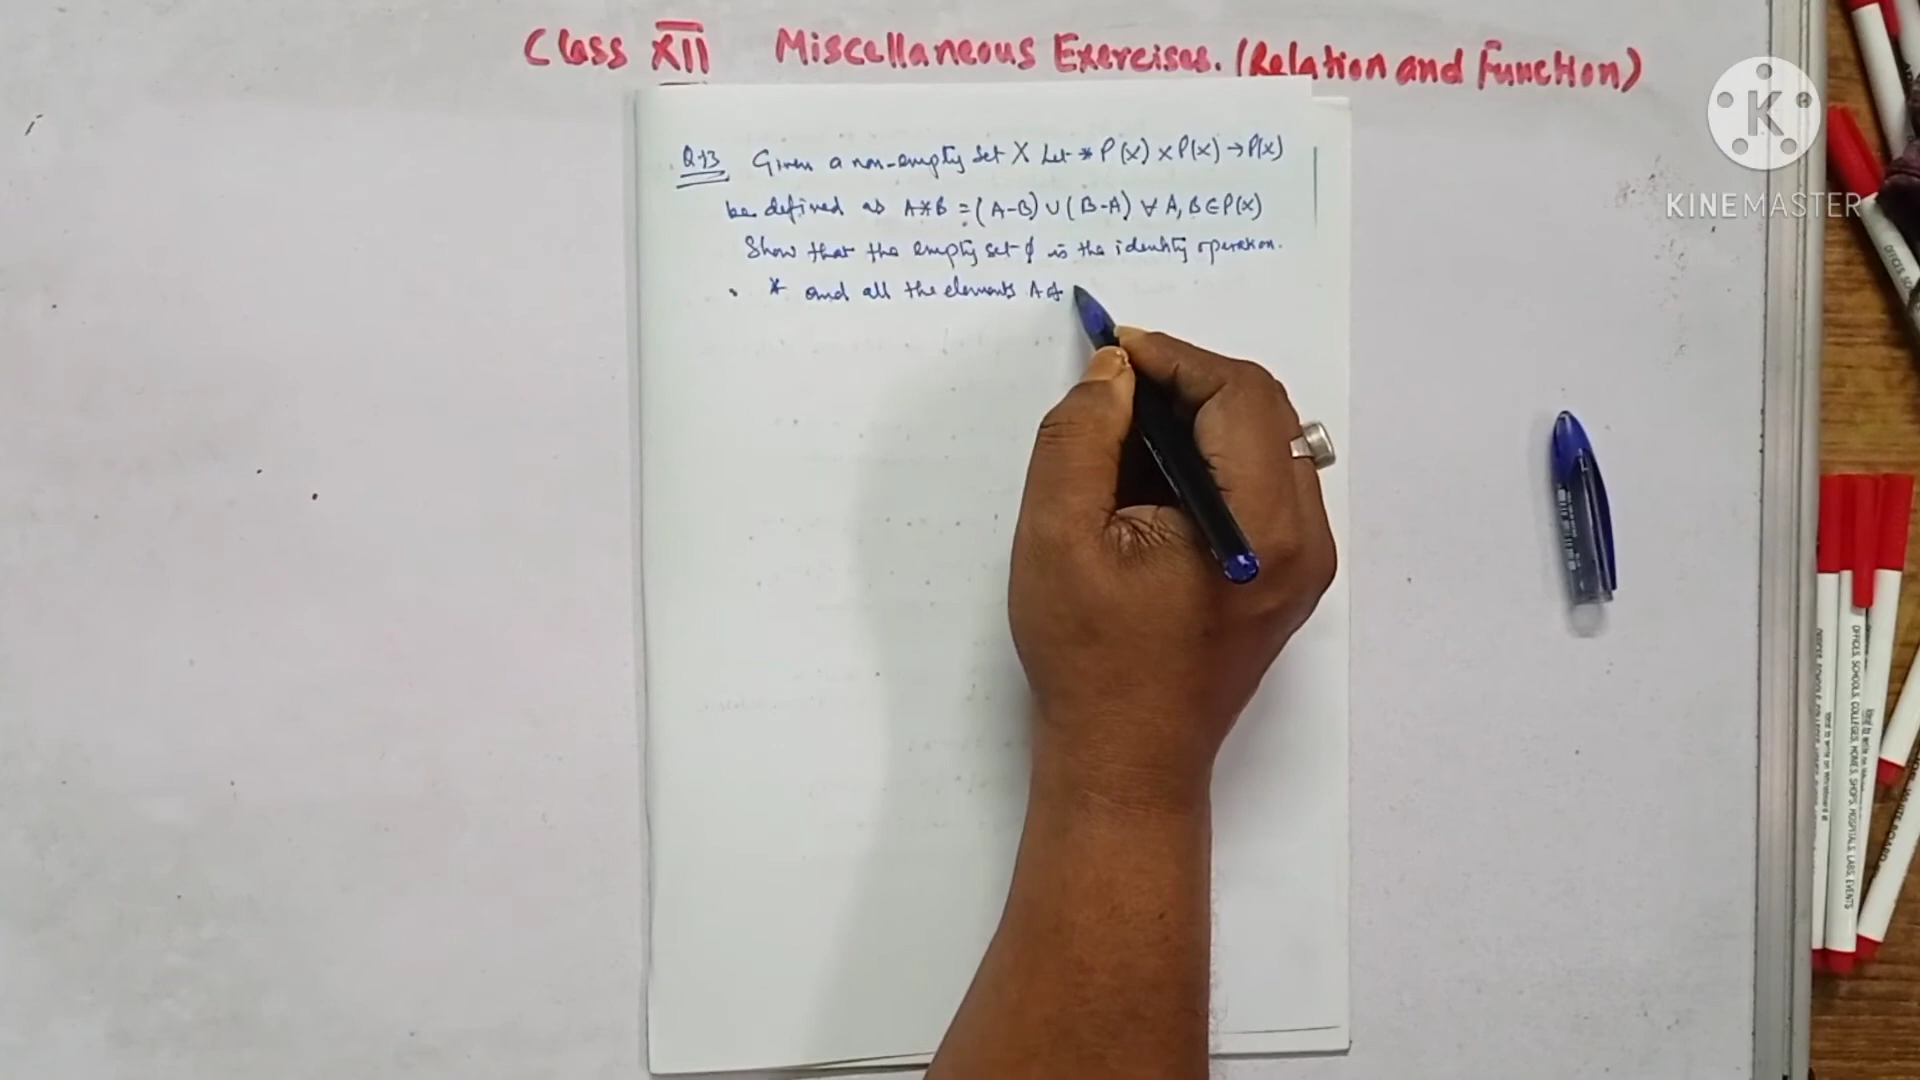 Class XII Miscellaneous Exercises. (Relation and Function)
K
KINEMASTER
Q.13 Given a non-empty set X Let * P(x) × P(x) → P(x)
be defined as A*B = (A-B) ∪ (B-A) ∀ A, B ∈ P(x)
Show that the empty set ϕ is the identity operation.
* and all the elements A of